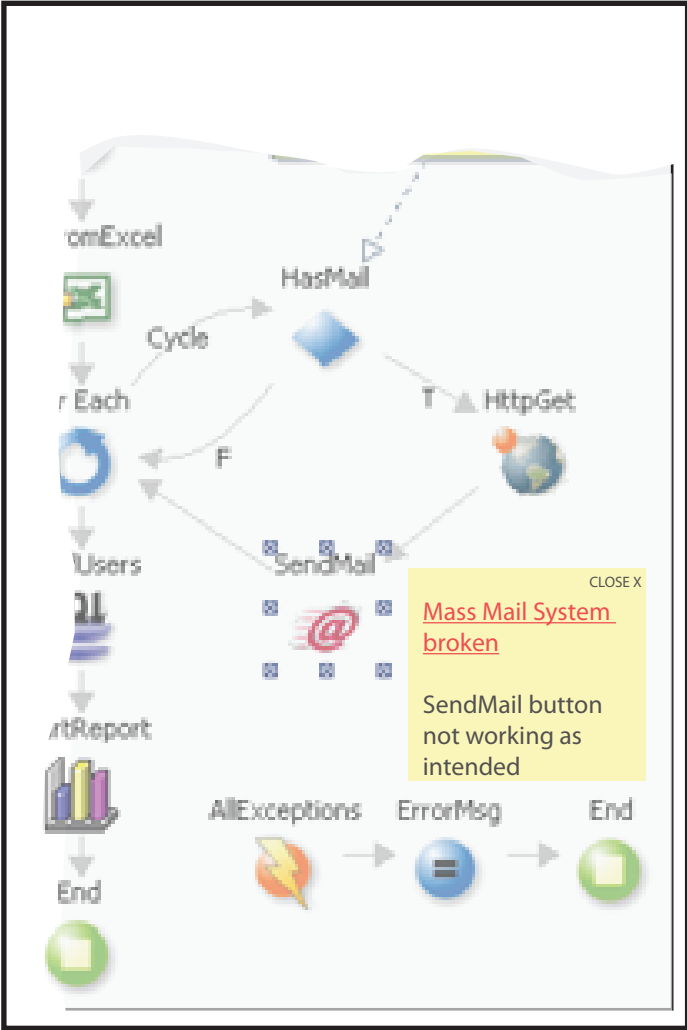 omExcel
HasMail
Cycle
r Each
T
HttpGet
F
Users
SendMail
CLOSE X
Mass Mail System
broken
SendMail button
not working as
intended
rtReport
AllExceptions
ErrorMsg
End
End